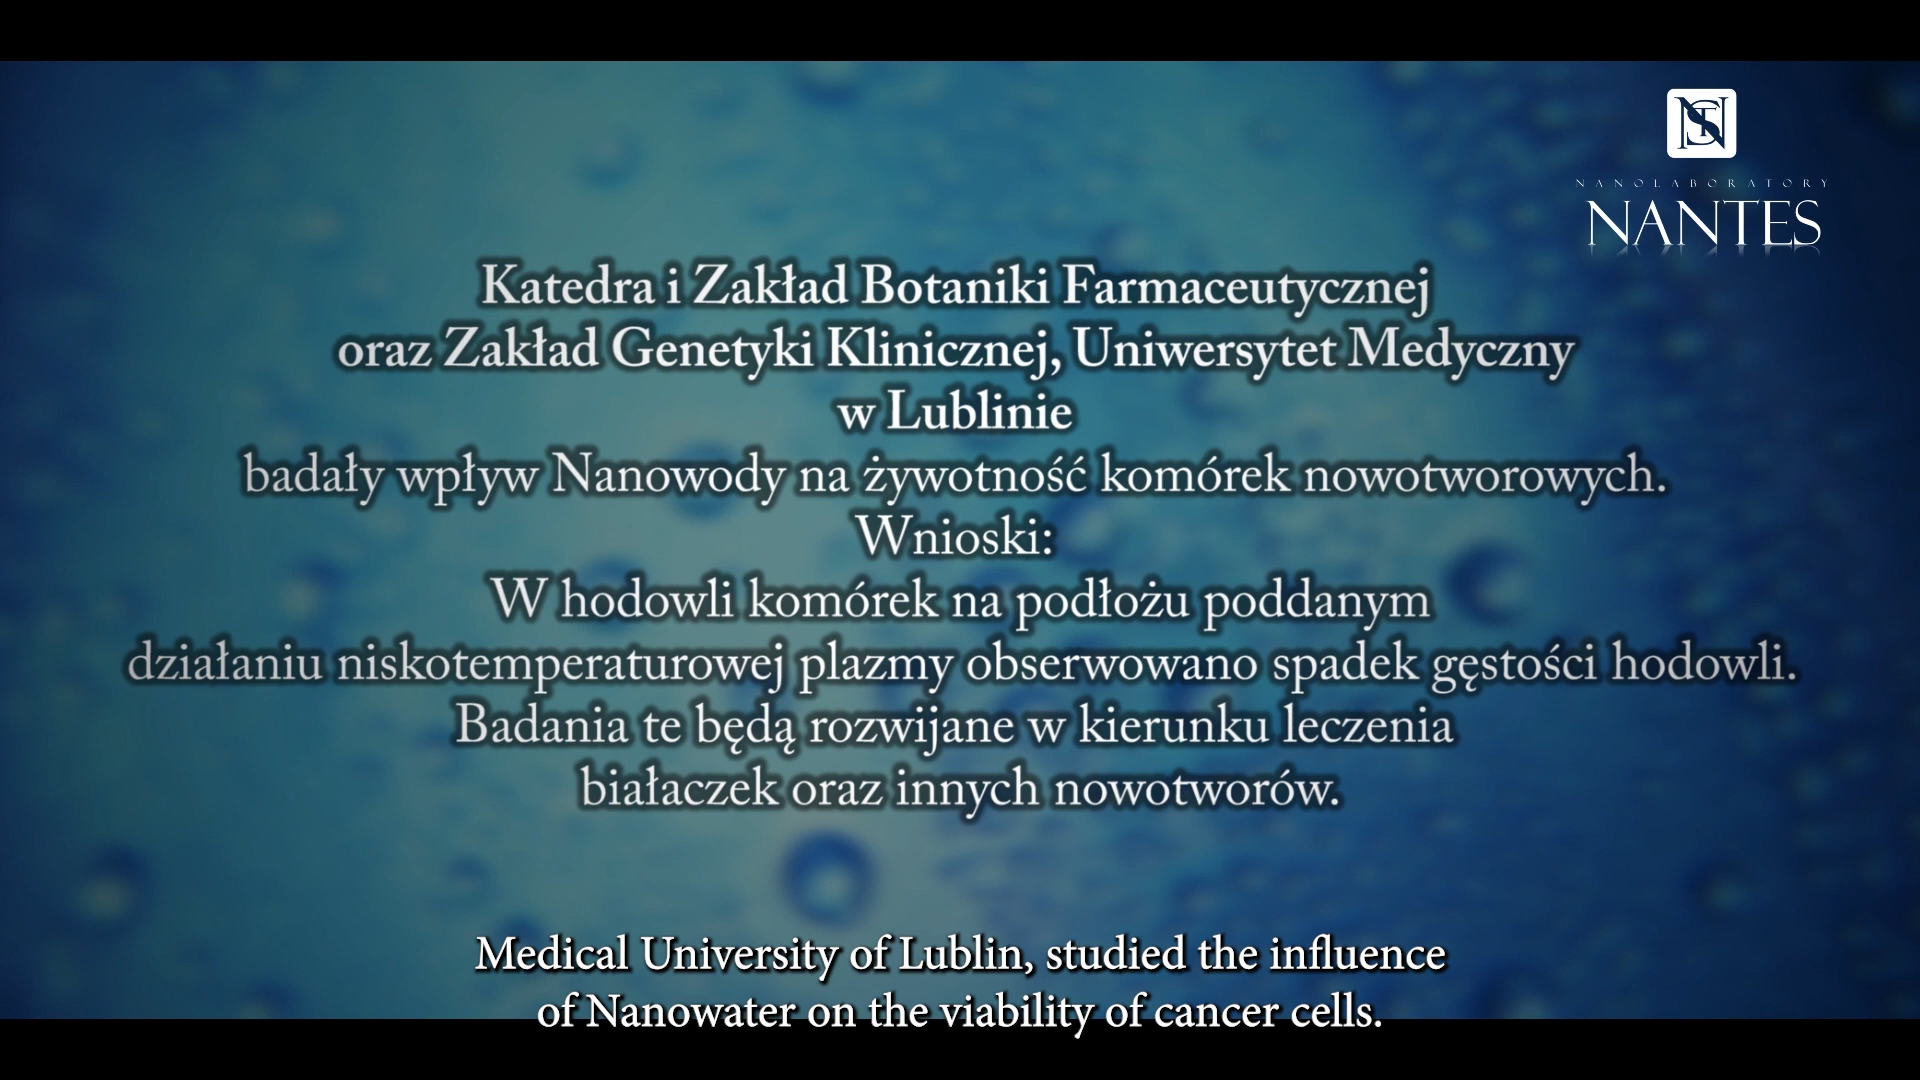 NST
NANOLABORATORY
NANTES
Katedra i Zakład Botaniki Farmaceutycznej
oraz Zakład Genetyki Klinicznej, Uniwersytet Medyczny
w Lublinie
badały wpływ Nanowody na żywotność komórek nowotworowych.
Wnioski:
W hodowli komórek na podłożu poddanym
działaniu niskotemperaturowej plazmy obserwowano spadek gęstości hodowli.
Badania te będą rozwijane w kierunku leczenia
białaczek oraz innych nowotworów.
Medical University of Lublin, studied the influence
of Nanowater on the viability of cancer cells.